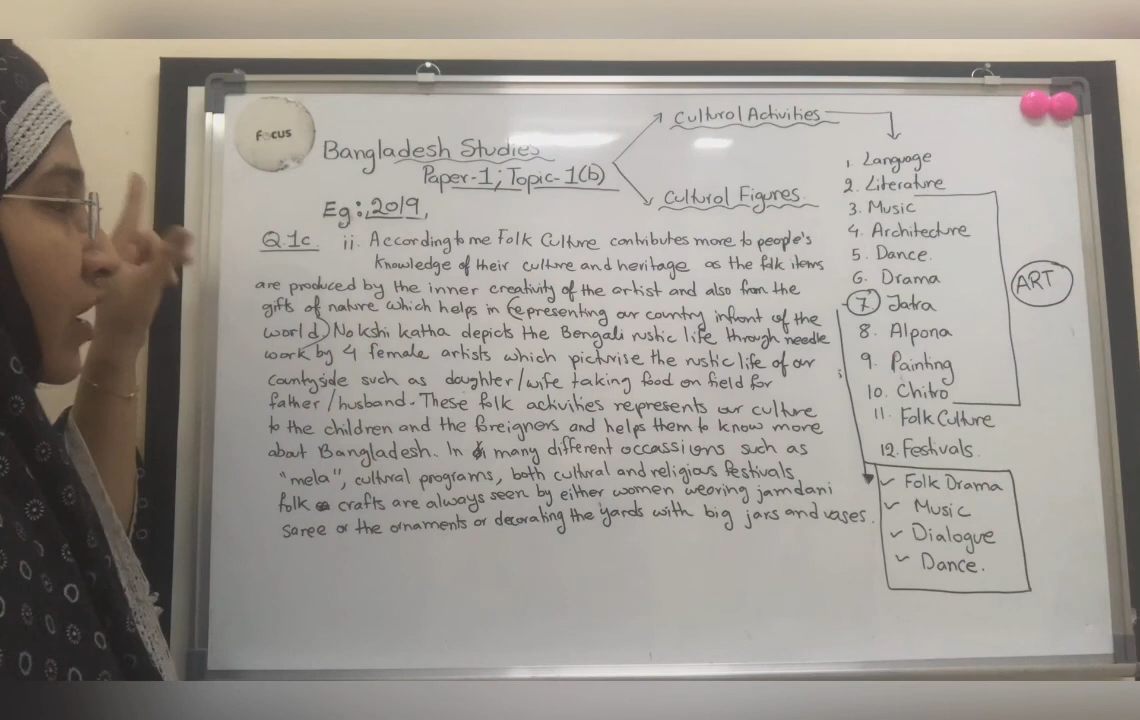 Focus
Bangladesh Studies
Paper-1; Topic-1(b)
Cultural Activities
Cultural Figures
Eg:, 2019,
Q.1c. ii. According to me Folk Culture contributes more to people's
knowledge of their culture and heritage as the folk items
are produced by the inner creativity of the artist and also from the
gifts of nature which helps in representing our country infront of the
world. Nokshi katha depicts the Bengali rustic life through needle
work by 4 female artists which picturise the rustic life of our
countyside such as daughter/wife taking food on field for
father/husband. These folk activities represents our culture
to the children and the foreigners and helps them to know more
about Bangladesh. In many different occassions such as
"mela", cultural programs, both cultural and religious festivals
folk crafts are always seen by either women wearing jamdani
saree or the ornaments or decorating the yards with big jars and vases.
1. Language
2. Literature
3. Music
4. Architecture
5. Dance.
6. Drama
7 Jatra
8. Alpona
9. Painting
10. Chitro
11. Folk Culture
12. Festivals.
ART
Folk Drama
Music
Dialogue
Dance.